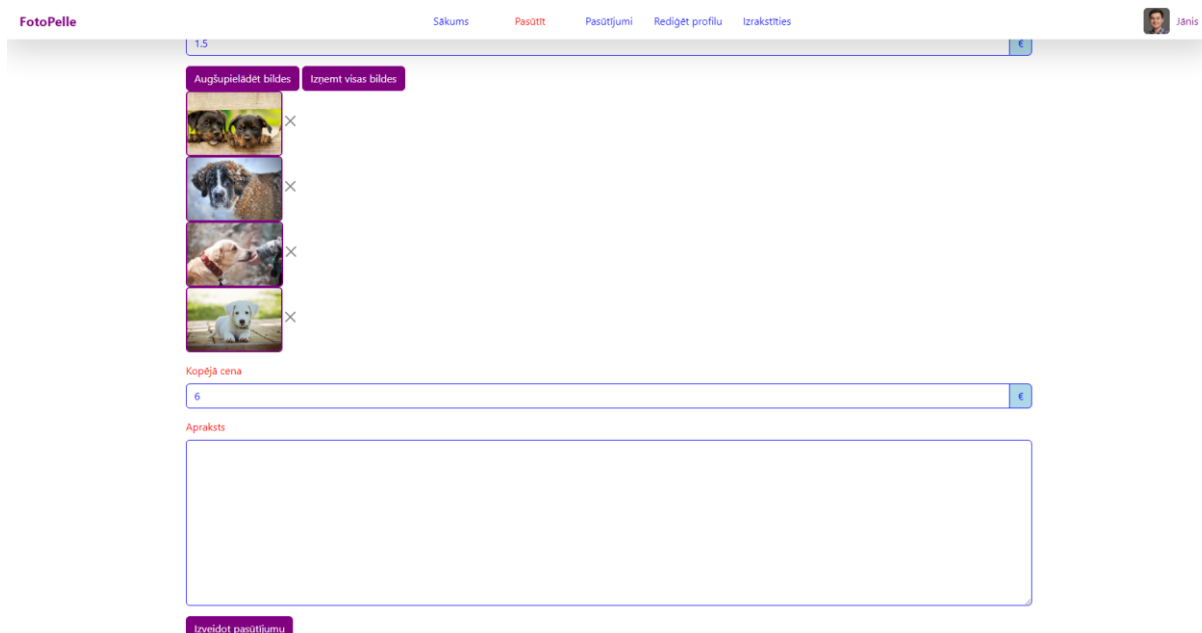 FotoPelle Sākums Pasūtīt Pasūtījumi Rediģēt profilu Izrakstīties Jānis
1.5 €
Augšupielādēt bildes Izņemt visas bildes
Kopējā cena
6 €
Apraksts
Izveidot pasūtījumu